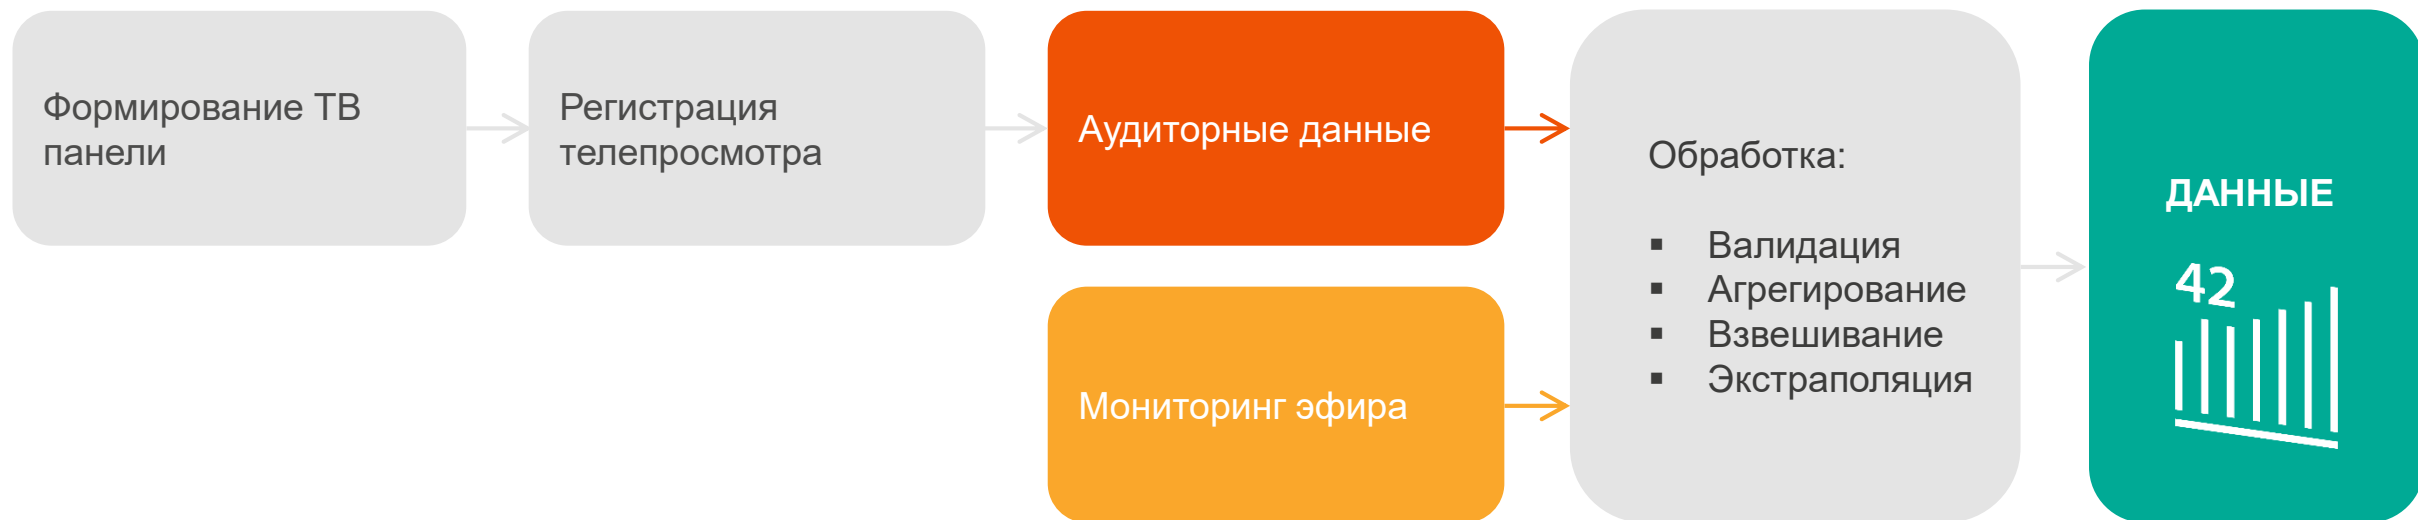 Формирование ТВ
панели
Регистрация
телепросмотра
Аудиторные данные
Мониторинг эфира
Обработка:
▪ Валидация
▪ Агрегирование
▪ Взвешивание
▪ Экстраполяция
ДАННЫЕ
42